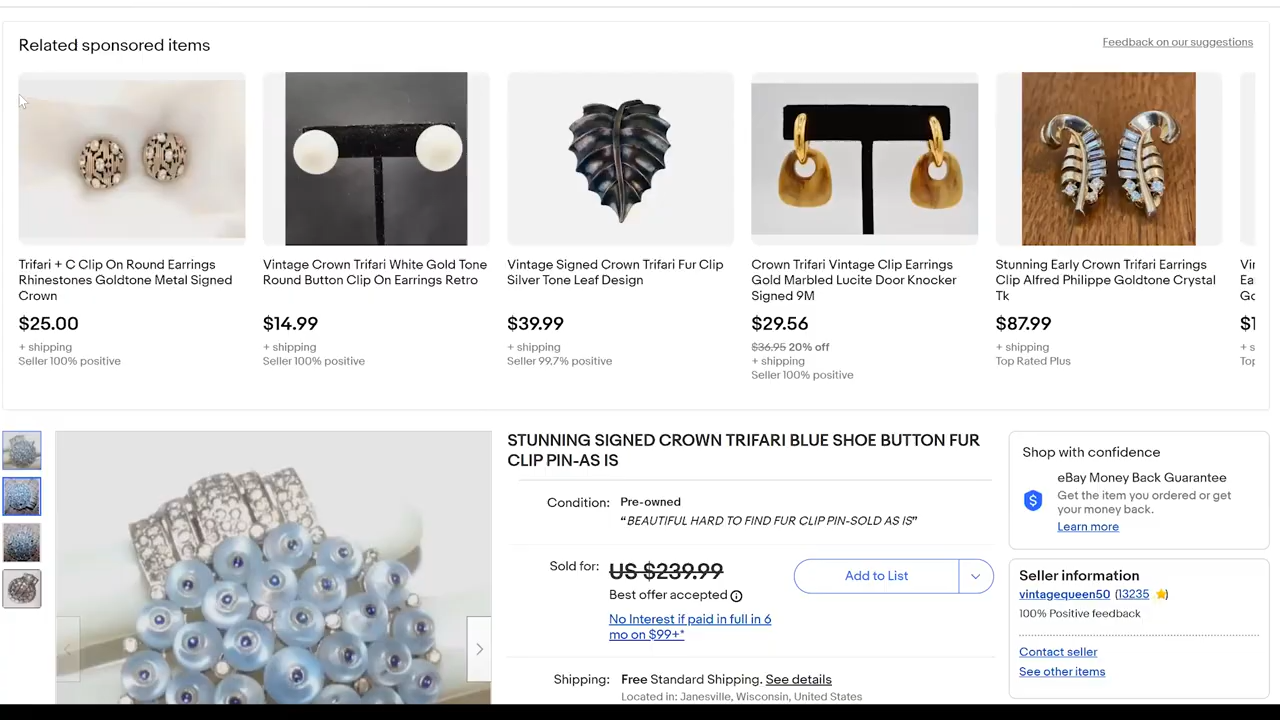 Related sponsored items
Feedback on our suggestions
Trifari + C Clip On Round Earrings
Rhinestones Goldtone Metal Signed
Crown
$25.00
+ shipping
Seller 100% positive
Vintage Crown Trifari White Gold Tone
Round Button Clip On Earrings Retro
$14.99
+ shipping
Seller 100% positive
Vintage Signed Crown Trifari Fur Clip
Silver Tone Leaf Design
$39.99
+ shipping
Seller 99.7% positive
Crown Trifari Vintage Clip Earrings
Gold Marbled Lucite Door Knocker
Signed 9M
$29.56
$36.95 20% off
+ shipping
Seller 100% positive
Stunning Early Crown Trifari Earrings
Clip Alfred Philippe Goldtone Crystal
Tk
$87.99
+ shipping
Top Rated Plus
$1
+ s
STUNNING SIGNED CROWN TRIFARI BLUE SHOE BUTTON FUR
CLIP PIN-AS IS
Condition: Pre-owned
“BEAUTIFUL HARD TO FIND FUR CLIP PIN-SOLD AS IS”
Sold for: US $239.99
Best offer accepted
No Interest if paid in full in 6
mo on $99+*
Add to List
Shipping: Free Standard Shipping. See details
Located in: Janesville, Wisconsin, United States
Shop with confidence
eBay Money Back Guarantee
Get the item you ordered or get
your money back.
Learn more
Seller information
vintagequeen50 (13235 )
100% Positive feedback
Contact seller
See other items